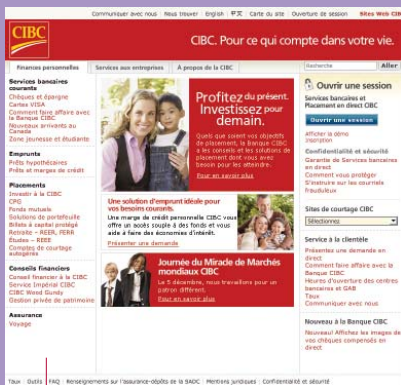 Communiquer avec nous Nous trouver English 中文 Carte du site Ouverture de session Sites Web CIBC
CIBC
CIBC. Pour ce qui compte dans votre vie.
Finances personnelles Services aux entreprises À propos de la CIBC
Recherche Aller
Services bancaires courants
Chèques et épargne
Cartes VISA
Comment faire affaire avec la Banque CIBC
Nouveaux arrivants au Canada
Zone jeunesse et étudiante
Emprunts
Prêts hypothécaires
Prêts et marges de crédit
Placements
Investir à la CIBC
CPG
Fonds mutuels
Solutions de portefeuille
Billets à capital protégé
Retraite – REER, FERR
Études – REEE
Comptes de courtage autogérés
Conseils financiers
Conseil financier à la CIBC
Service Impérial CIBC
CIBC Wood Gundy
Gestion privée de patrimoine
Assurance
Voyage
Profitez du présent.
Investissez pour
demain.
Quels que soient vos objectifs
de placement, la Banque CIBC
a les conseils et les solutions de
placement dont vous avez
besoin pour les atteindre.
Pour en savoir plus
Une solution d'emprunt idéale pour
vos besoins courants.
Une marge de crédit personnelle CIBC vous
offre un accès souple à des fonds et vous
aide à faire des économies d'intérêt.
Présenter une demande
Journée du Miracle de Marchés
mondiaux CIBC
Le 5 décembre, nous travaillons pour un
patron différent.
Pour en savoir plus
Ouvrir une session
Services bancaires et
Placement en direct CIBC
Ouvrir une session
Afficher la démo
Inscription
Confidentialité et sécurité
Garantie de Services bancaires
en direct
Comment vous protéger
S'instruire sur les courriels
frauduleux
Sites de courtage CIBC
Sélectionnez
Service à la clientèle
Présentez une demande en
direct
Comment faire affaire avec la
Banque CIBC
Heures d'ouverture des centres
bancaires et GAB
Taux
Communiquer avec nous
Nouveau à la Banque CIBC
Nouveau! Affichez les images de
vos chèques compensés en
direct
Taux Outils FAQ Renseignements sur l'assurance-dépôts de la SADC Mentions juridiques Confidentialité et sécurité